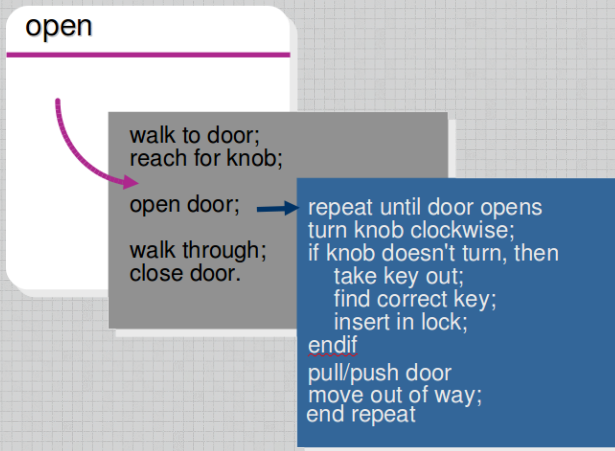 open
walk to door;
reach for knob;
open door;
walk through;
close door.
repeat until door opens
turn knob clockwise;
if knob doesn't turn, then
take key out;
find correct key;
insert in lock;
endif
pull/push door
move out of way;
end repeat